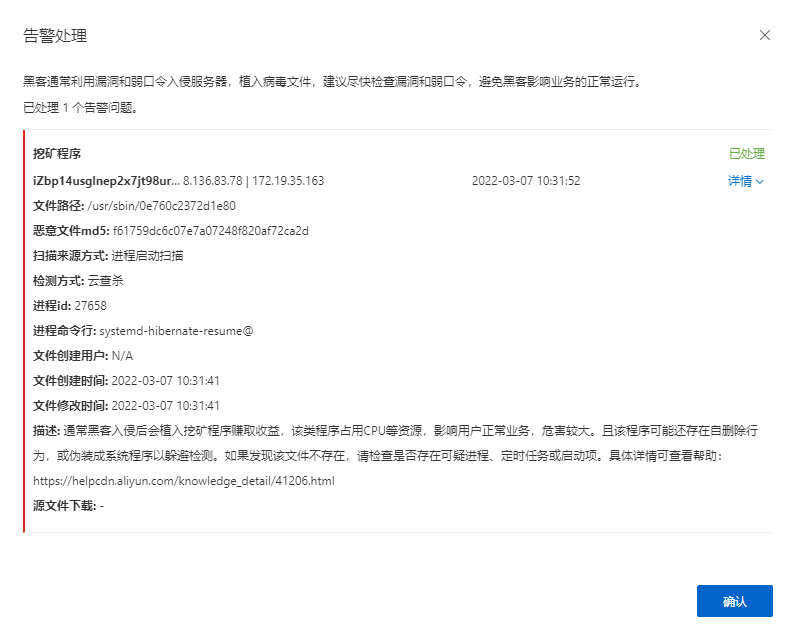 告警处理
黑客通常利用漏洞和弱口令入侵服务器，植入病毒文件，建议尽快检查漏洞和弱口令，避免黑客影响业务的正常运行。
已处理 1 个告警问题。
挖矿程序 已处理
iZbp14usglnep2x7jt98ur... 8.136.83.78 | 172.19.35.163 2022-03-07 10:31:52 详情
文件路径: /usr/sbin/0e760c2372d1e80
恶意文件md5: f61759dc6c07e7a07248f820af72ca2d
扫描来源方式: 进程启动扫描
检测方式: 云查杀
进程id: 27658
进程命令行: systemd-hibernate-resume@
文件创建用户: N/A
文件创建时间: 2022-03-07 10:31:41
文件修改时间: 2022-03-07 10:31:41
描述: 通常黑客入侵后会植入挖矿程序赚取收益，该类程序占用CPU等资源，影响用户正常业务，危害较大。且该程序可能还存在自删除行
为，或伪装成系统程序以躲避检测。如果发现该文件不存在，请检查是否存在可疑进程、定时任务或启动项。具体详情可查看帮助：
https://helpcdn.aliyun.com/knowledge_detail/41206.html
源文件下载: -
确认